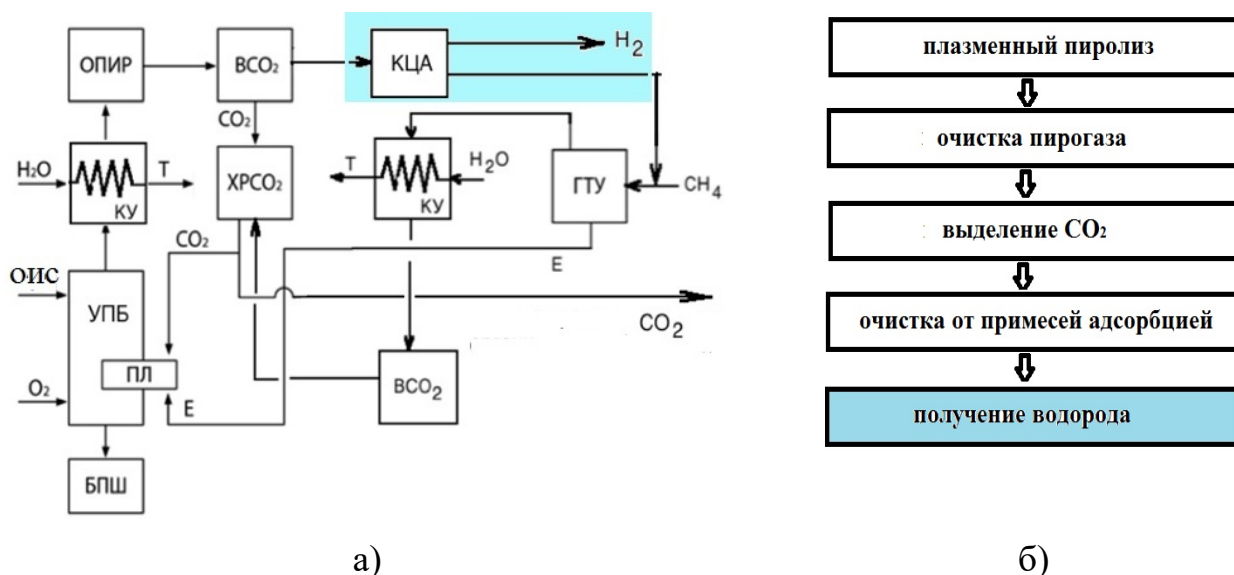 ОПИР
ВСО₂
КЦА
H₂
CO₂
H₂O
T
КУ
ХРСО₂
T
H₂O
КУ
ГТУ
CH₄
CO₂
E
ОИС
УПБ
CO₂
ПЛ
ВСО₂
O₂
E
БПШ
а)
плазменный пиролиз
очистка пирогаза
выделение СО₂
очистка от примесей адсорбцией
получение водорода
б)